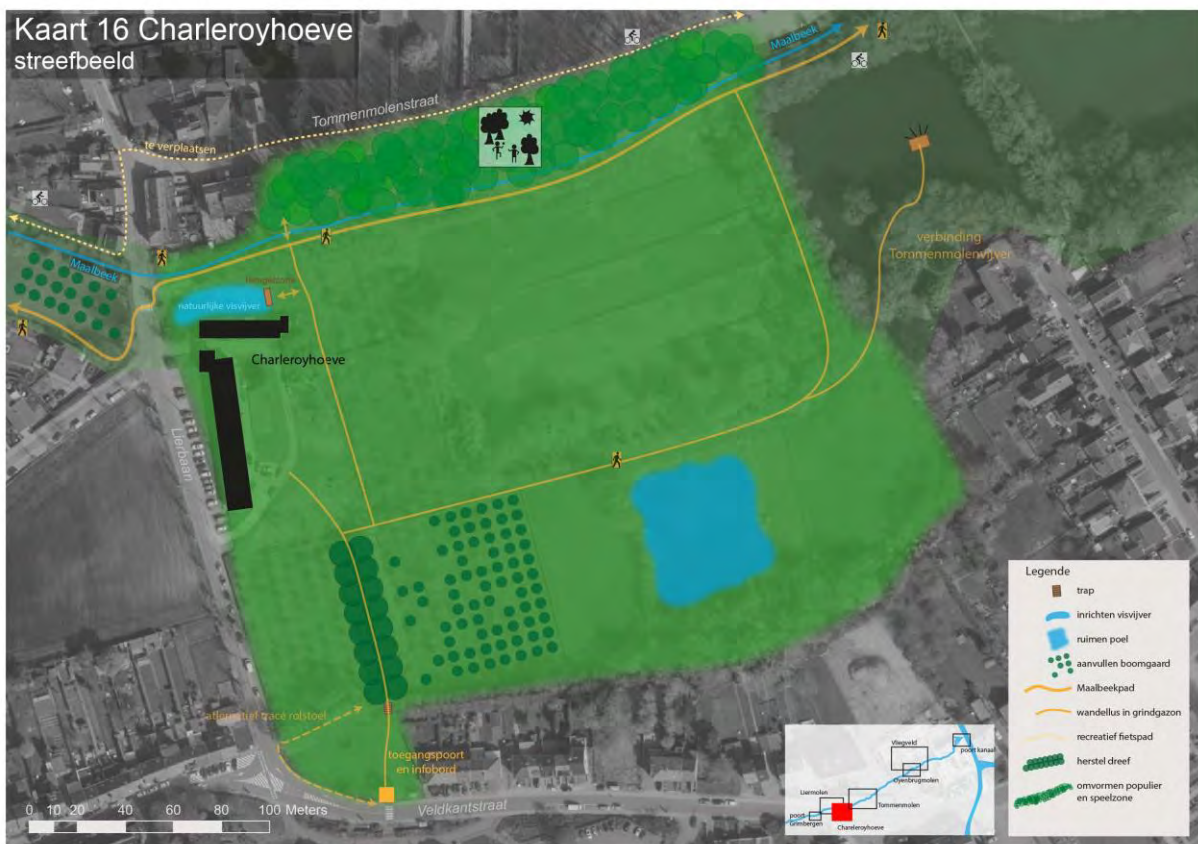 Kaart 16 Charleroyhoeve
streefbeeld
Maalbeek
Tommenmolenstraat
te verplaatsen
verbinding
Tommenmolenvijver
Maalbeek
Hengelzone
natuurlijke visvijver
Charleroyhoeve
Lierbaan
alternatief tracé rolstoel
toegangspoort
en infobord
Veldkantstraat
0 10 20 40 60 80 100 Meters
Legende
trap
inrichten visvijver
ruimen poel
aanvullen boomgaard
Maalbeekpad
wandellus in grindgazon
recreatief fietspad
herstel dreef
omvormen populier
en speelzone
Vliegveld
poort kanaal
Oyenbrugmolen
Liermolen
Tommenmolen
poort
Grimbergen
Chareleroyhoeve